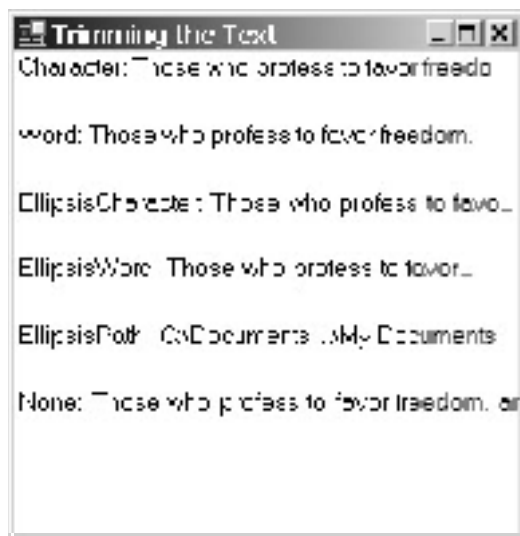 Trimming the Text
Character: Those who profess to favor freedo
Word: Those who profess to favor freedom,
EllipsisCharacter: Those who profess to favo...
EllipsisWord: Those who profess to favor...
EllipsisPath: C:\Documents...\My Documents
None: Those who profess to favor freedom, an